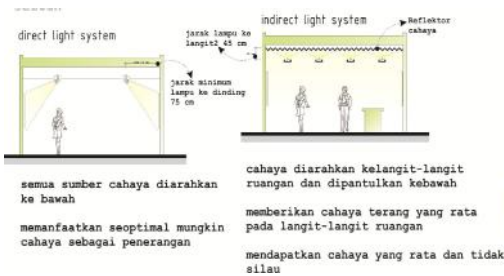 direct light system
jarak minimum
lampu ke dinding
75 cm
semua sumber cahaya diarahkan
ke bawah
memanfaatkan seoptimal mungkin
cahaya sebagai penerangan
indirect light system
jarak lampu ke
langit2 45 cm
Reflektor
cahaya
cahaya diarahkan kelangit-langit
ruangan dan dipantulkan kebawah
memberikan cahaya terang yang rata
pada langit-langit ruangan
mendapatkan cahaya yang rata dan tidak
silau